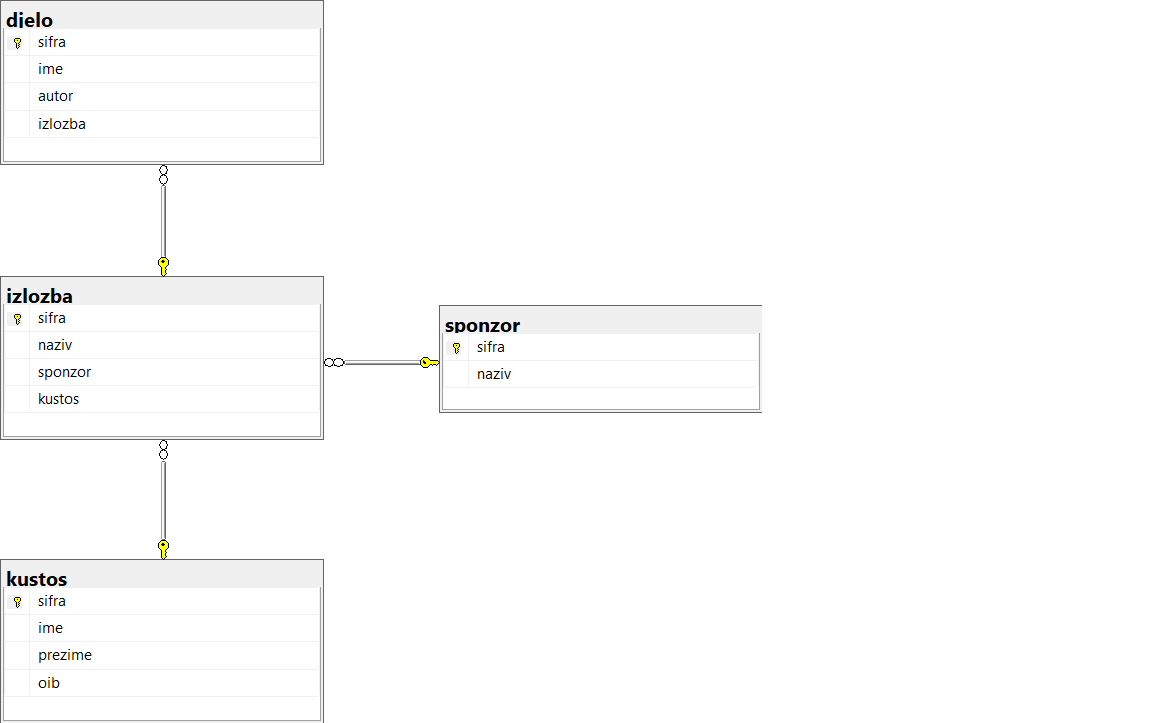 djelo
sifra
ime
autor
izlozba
izlozba
sifra
naziv
sponzor
kustos
sponzor
sifra
naziv
kustos
sifra
ime
prezime
oib